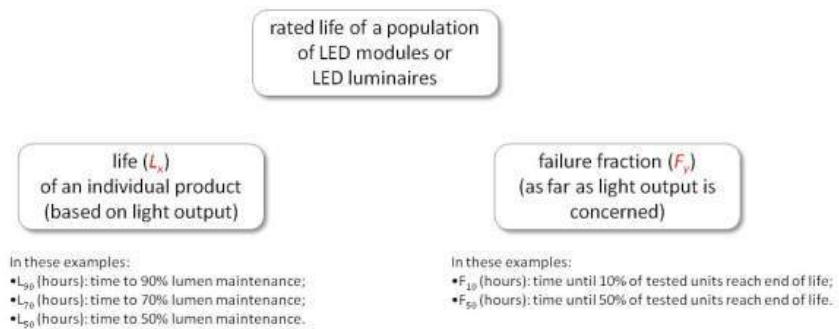 rated life of a population
of LED modules or
LED luminaires
life (Lx)
of an individual product
(based on light output)
failure fraction (Fy)
(as far as light output is
concerned)
In these examples:
•L90 (hours): time to 90% lumen maintenance;
•L70 (hours): time to 70% lumen maintenance;
•L50 (hours): time to 50% lumen maintenance.
In these examples:
•F10 (hours): time until 10% of tested units reach end of life;
•F50 (hours): time until 50% of tested units reach end of life.